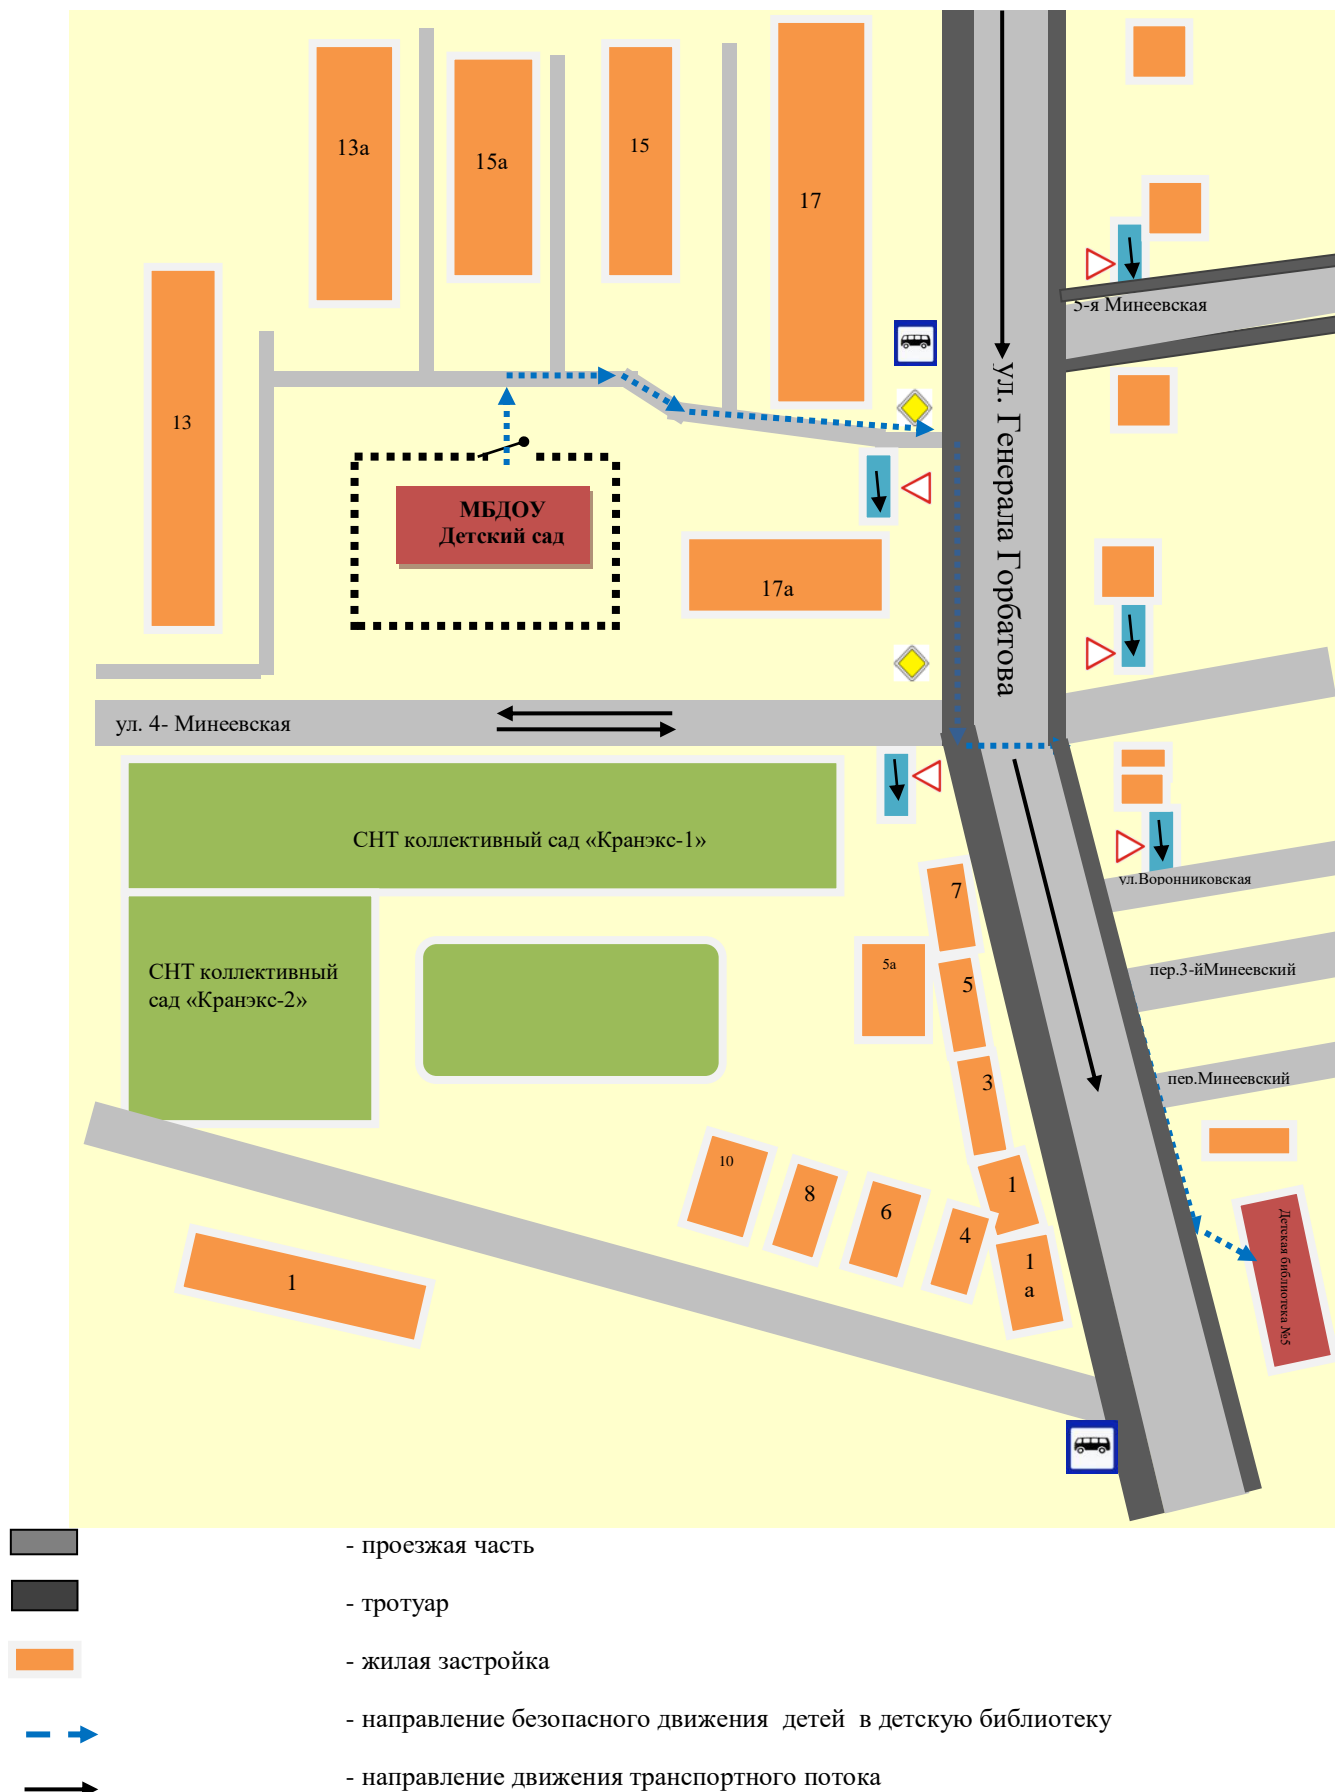 13а
15а
15
17
5-я Минеевская
13
ул. Генерала Горбатова
МБДОУ
Детский сад
17а
ул. 4- Минеевская
СНТ коллективный сад «Кранэкс-1»
ул.Воронниковская
7
СНТ коллективный
сад «Кранэкс-2»
5а
5
пер.3-йМинеевский
3
пер.Минеевский
10
8
6
4
1
1
а
1
Детская библиотека №5
- проезжая часть
- тротуар
- жилая застройка
- направление безопасного движения  детей  в детскую библиотеку
- направление движения транспортного потока